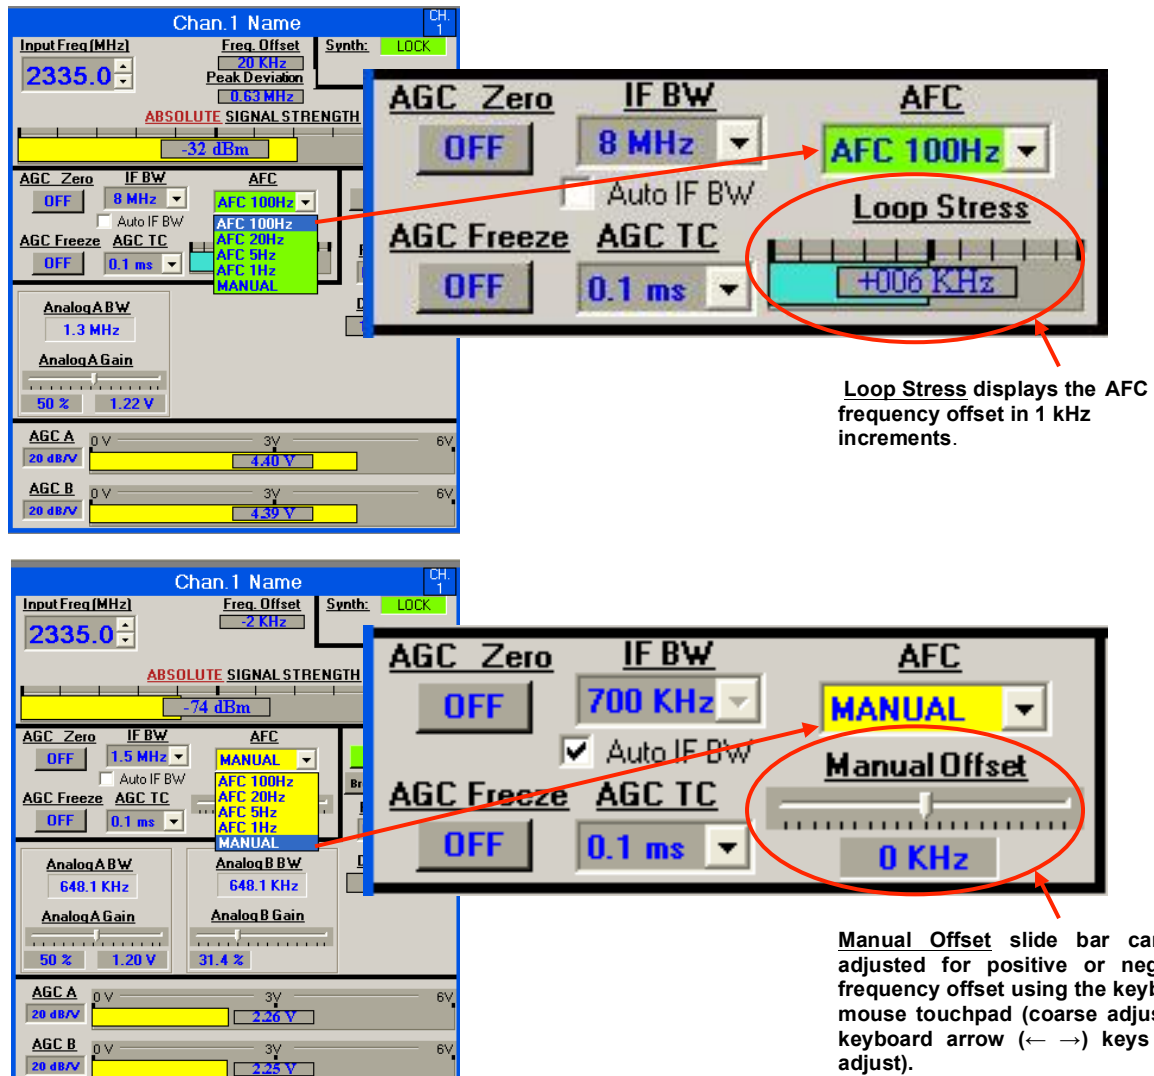 Chan.1 Name
CH.
1
Input Freq (MHz)
Freq. Offset
Synth:
LOCK
2335.0
20 KHz
Peak Deviation
0.63 MHz
ABSOLUTE SIGNAL STRENGTH
-32 dBm
AGC Zero
IF BW
AFC
OFF
8 MHz
AFC 100Hz
Auto IF BW
AFC 100Hz
AFC 20Hz
AFC 5Hz
AFC 1Hz
MANUAL
AGC Freeze
AGC TC
OFF
0.1 ms
Analog A BW
1.3 MHz
Analog A Gain
50 %
1.22 V
AGC A
20 dB/V
0 V
3V
6V
4.40 V
AGC B
20 dB/V
0 V
3V
6V
4.39 V
AGC Zero
IF BW
AFC
OFF
8 MHz
AFC 100Hz
Auto IF BW
Loop Stress
AGC Freeze
AGC TC
OFF
0.1 ms
+006 KHz
Loop Stress displays the AFC
frequency offset in 1 kHz
increments.
Chan.1 Name
CH.
1
Input Freq (MHz)
Freq. Offset
Synth:
LOCK
2335.0
-2 KHz
ABSOLUTE SIGNAL STRENGTH
-74 dBm
AGC Zero
IF BW
AFC
OFF
1.5 MHz
MANUAL
Auto IF BW
AFC 100Hz
AFC 20Hz
AFC 5Hz
AFC 1Hz
MANUAL
Br
AGC Freeze
AGC TC
OFF
0.1 ms
Analog A BW
648.1 KHz
Analog B BW
648.1 KHz
Analog A Gain
50 %
1.20 V
Analog B Gain
31.4 %
AGC A
20 dB/V
0 V
3V
6V
2.26 V
AGC B
20 dB/V
0 V
3V
6V
2.25 V
AGC Zero
IF BW
AFC
OFF
700 KHz
MANUAL
Auto IF BW
Manual Offset
AGC Freeze
AGC TC
OFF
0.1 ms
0 KHz
Manual Offset slide bar can
adjusted for positive or neg
frequency offset using the keyb
mouse touchpad (coarse adjus
keyboard arrow (← →) keys
adjust).